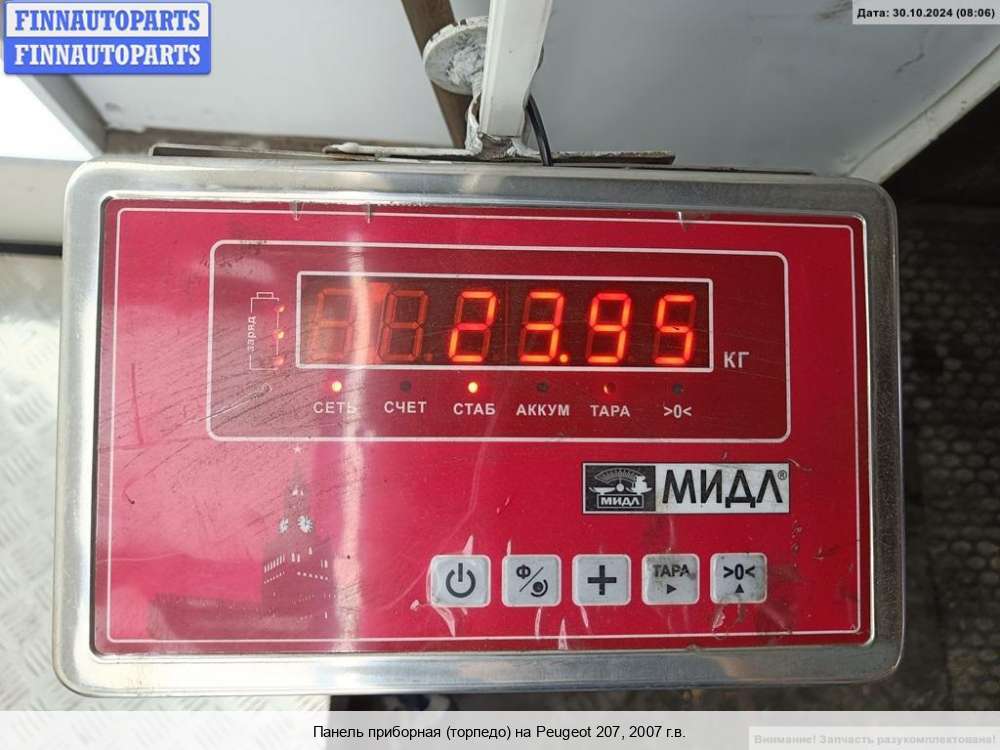 FINNAUTOPARTS
FINNAUTOPARTS
Дата: 30.10.2024 (08:06)
заряд
23.95
КГ
СЕТЬ СЧЕТ СТАБ АККУМ ТАРА >0<
МИДЛ МИДЛ®
Ф/
ТАРА
>0<
Панель приборная (торпедо) на Peugeot 207, 2007 г.в.
Внимание! Запчасть разукомплектована!